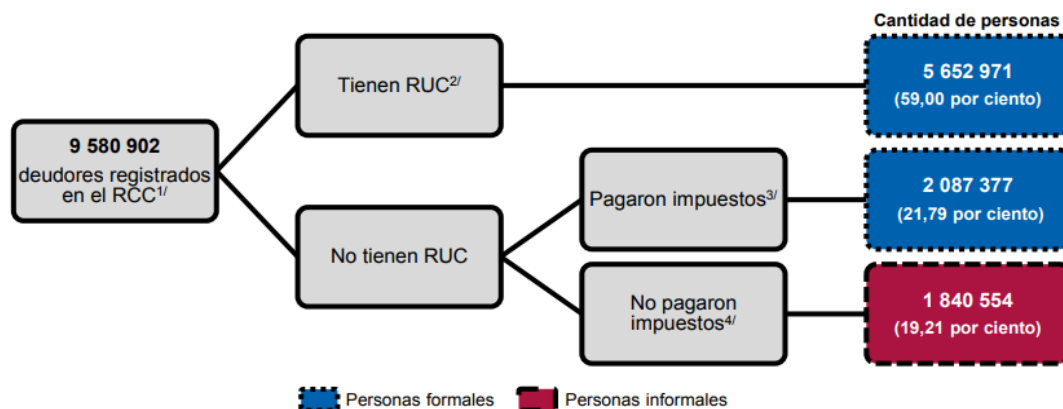 Cantidad de personas
Tienen RUC2/
5 652 971
(59,00 por ciento)
9 580 902
deudores registrados
en el RCC1/
Pagaron impuestos3/
2 087 377
(21,79 por ciento)
No tienen RUC
No pagaron
impuestos4/
1 840 554
(19,21 por ciento)
Personas formales
Personas informales